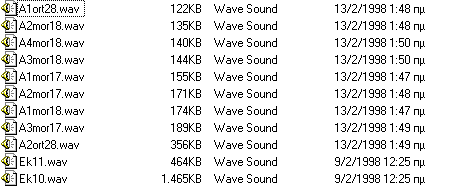 A1ort28.wav 122KB Wave Sound 13/2/1998 1:48 πμ
A2mor18.wav 135KB Wave Sound 13/2/1998 1:48 πμ
A4mor18.wav 140KB Wave Sound 13/2/1998 1:50 πμ
A3mor18.wav 144KB Wave Sound 13/2/1998 1:50 πμ
A1mor17.wav 155KB Wave Sound 13/2/1998 1:47 πμ
A2mor17.wav 171KB Wave Sound 13/2/1998 1:48 πμ
A1mor18.wav 174KB Wave Sound 13/2/1998 1:47 πμ
A3mor17.wav 189KB Wave Sound 13/2/1998 1:49 πμ
A2ort28.wav 356KB Wave Sound 13/2/1998 1:49 πμ
Ek11.wav 464KB Wave Sound 9/2/1998 12:25 πμ
Ek10.wav 1.465KB Wave Sound 9/2/1998 12:25 πμ